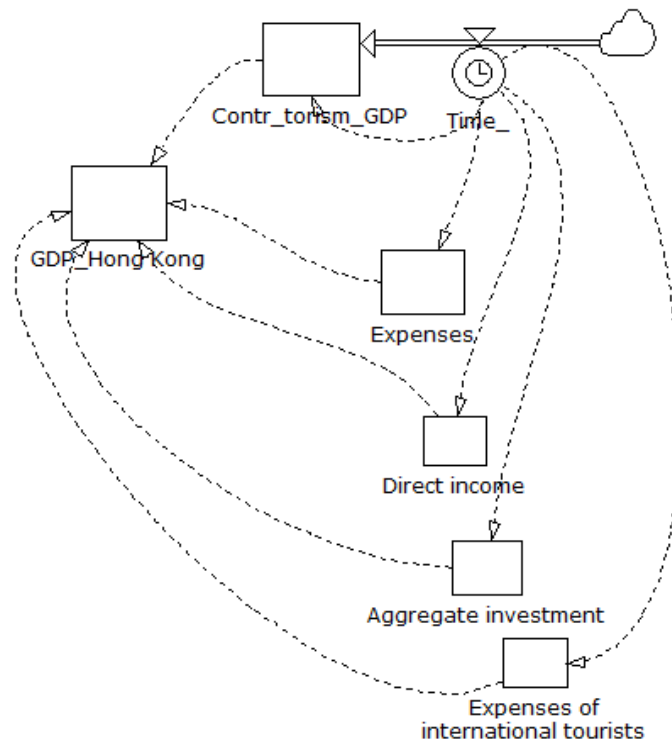 Contr_torism_GDP
Time_
GDP_Hong Kong
Expenses
Direct income
Aggregate investment
Expenses of
international tourists